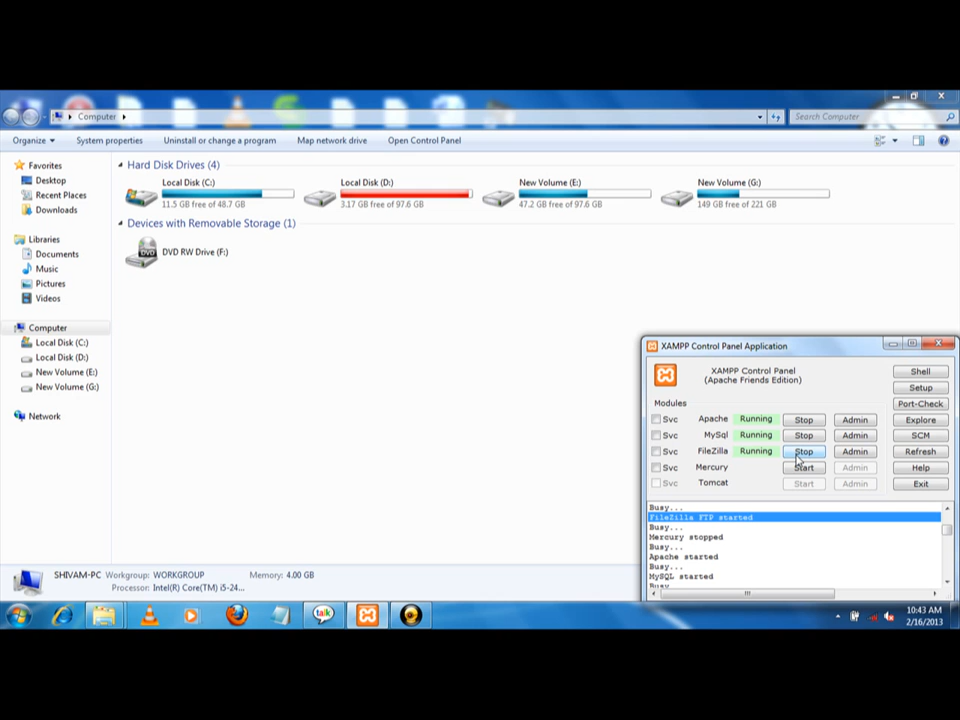 Computer
Search Computer
Organize
System properties
Uninstall or change a program
Map network drive
Open Control Panel
Favorites
Desktop
Recent Places
Downloads
Libraries
Documents
Music
Pictures
Videos
Computer
Local Disk (C:)
Local Disk (D:)
New Volume (E:)
New Volume (G:)
Network
Hard Disk Drives (4)
Local Disk (C:)
11.5 GB free of 48.7 GB
Local Disk (D:)
3.17 GB free of 97.6 GB
New Volume (E:)
47.2 GB free of 97.6 GB
New Volume (G:)
149 GB free of 221 GB
Devices with Removable Storage (1)
DVD
DVD RW Drive (F:)
XAMPP Control Panel Application
XAMPP Control Panel
(Apache Friends Edition)
Modules
Svc Apache Running Stop Admin
Svc MySql Running Stop Admin
Svc FileZilla Running Stop Admin
Svc Mercury Start Admin
Svc Tomcat Start Admin
Shell
Setup
Port-Check
Explore
SCM
Refresh
Help
Exit
Busy...
FileZilla FTP started
Busy...
Mercury stopped
Busy...
Apache started
Busy...
MySQL started
SHIVAM-PC Workgroup: WORKGROUP Memory: 4.00 GB
Processor: Intel(R) Core(TM) i5-24...
talk
10:43 AM
2/16/2013